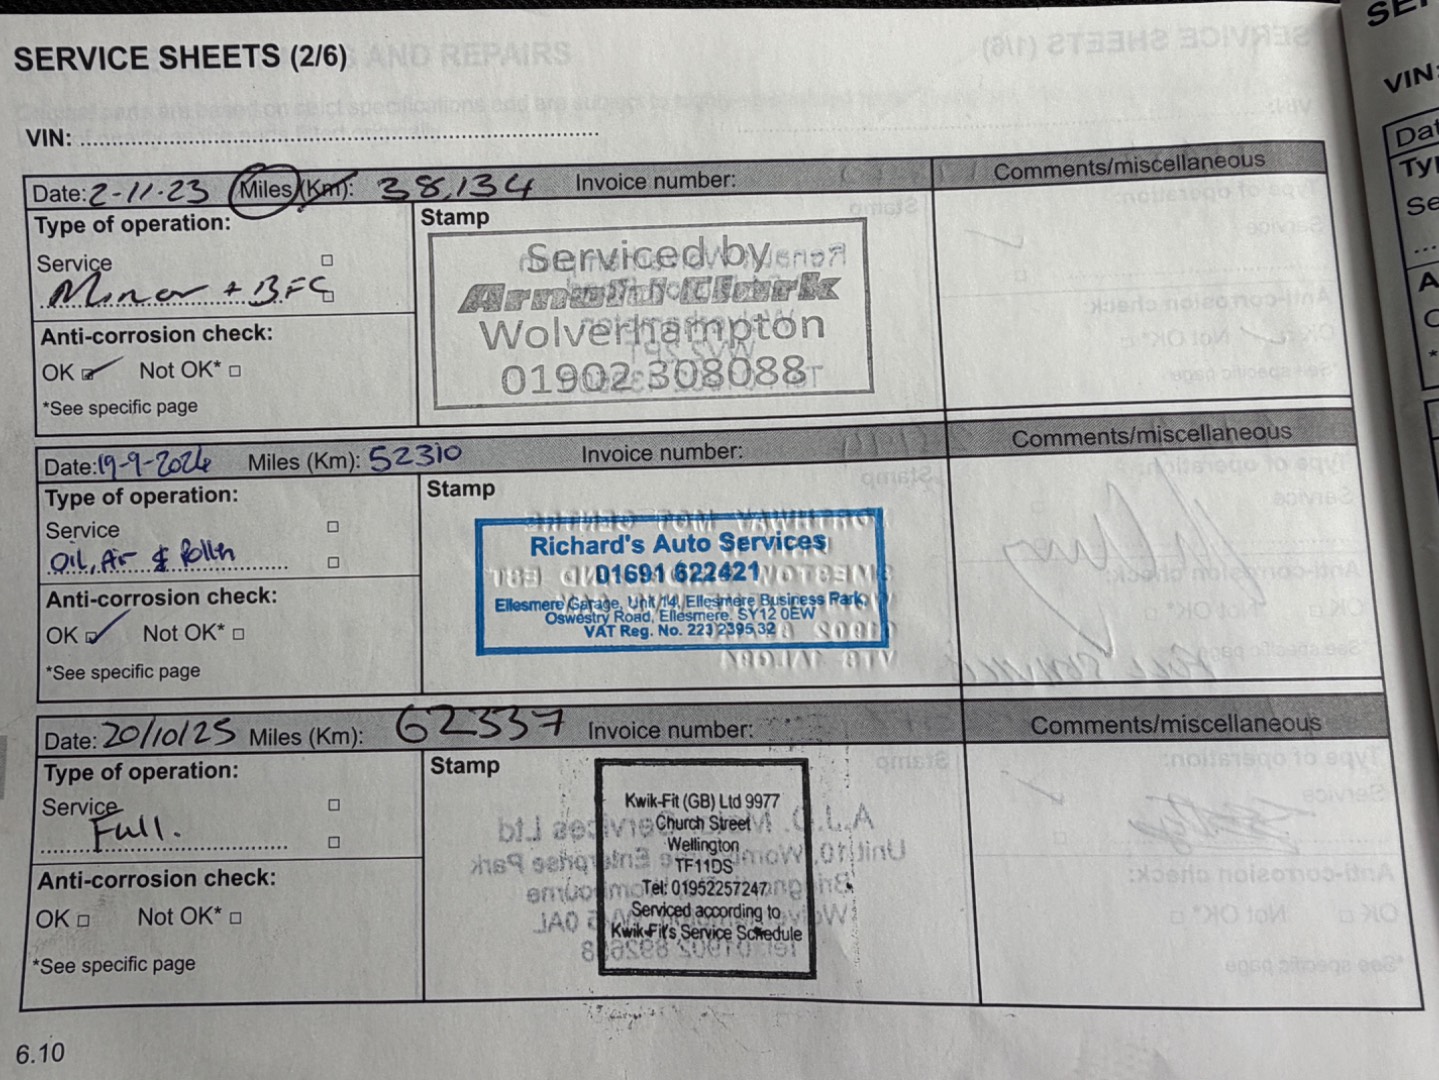 SERVICE SHEETS (2/6)
VIN:
Date: 2-11-23 Miles (Km): 38,134 Invoice number: Comments/miscellaneous
Type of operation:
Stamp
Service
Minor + BFC
Serviced by
Arnold Clark
Wolverhampton
01902 308088
Anti-corrosion check:
OK Not OK*
*See specific page
Date: 19-9-2024 Miles (Km): 52310 Invoice number: Comments/miscellaneous
Type of operation:
Stamp
Service
Oil, Air & Pollen
Richard's Auto Services
01691 622421
Ellesmere Garage, Unit 14, Ellesmere Business Park,
Oswestry Road, Ellesmere. SY12 0EW
VAT Reg. No. 223 2395 32
Anti-corrosion check:
OK Not OK*
*See specific page
Date: 20/10/25 Miles (Km): 62337 Invoice number: Comments/miscellaneous
Type of operation:
Stamp
Service
Full.
Kwik-Fit (GB) Ltd 9977
Church Street
Wellington
TF11DS
Tel: 01952257247
Serviced according to
Kwik-Fit's Service Schedule
Anti-corrosion check:
OK Not OK*
*See specific page
6.10
VIN: